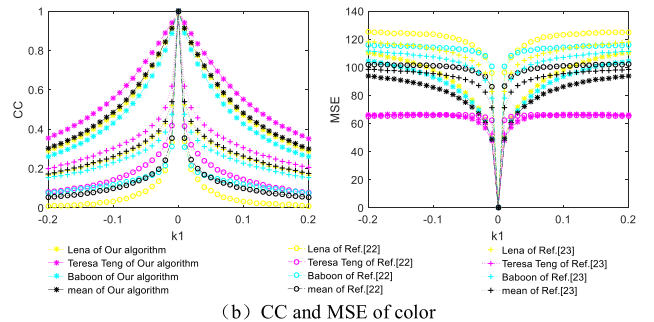 1
0.8
0.6
0.4
0.2
0
CC
-0.2 -0.1 0 0.1 0.2
k1
140
120
100
80
60
40
20
0
MSE
-0.2 -0.1 0 0.1 0.2
k1
Lena of Our algorithm
Teresa Teng of Our algorithm
Baboon of Our algorithm
mean of Our algorithm
Lena of Ref.[22]
Teresa Teng of Ref.[22]
Baboon of Ref.[22]
mean of Ref.[22]
Lena of Ref.[23]
Teresa Teng of Ref.[23]
Baboon of Ref.[23]
mean of Ref.[23]
（b）CC and MSE of color